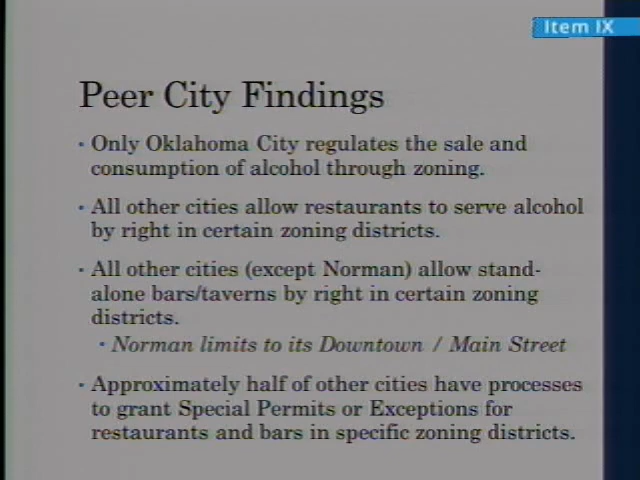 Item IX
Peer City Findings
• Only Oklahoma City regulates the sale and
consumption of alcohol through zoning.
• All other cities allow restaurants to serve alcohol
by right in certain zoning districts.
• All other cities (except Norman) allow stand-
alone bars/taverns by right in certain zoning
districts.
• Norman limits to its Downtown / Main Street
• Approximately half of other cities have processes
to grant Special Permits or Exceptions for
restaurants and bars in specific zoning districts.